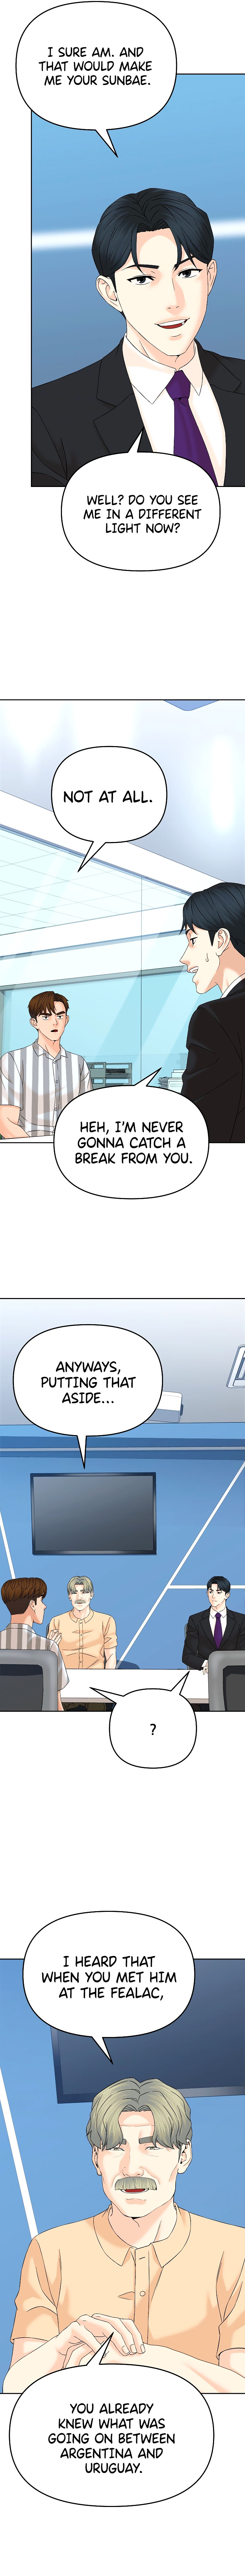 I SURE AM. AND
THAT WOULD MAKE
ME YOUR SUNBAE.
WELL? DO YOU SEE
ME IN A DIFFERENT
LIGHT NOW?
NOT AT ALL.
HEH, I'M NEVER
GONNA CATCH A
BREAK FROM YOU.
ANYWAYS,
PUTTING THAT
ASIDE...
?
I HEARD THAT
WHEN YOU MET HIM
AT THE FEALAC,
YOU ALREADY
KNEW WHAT WAS
GOING ON BETWEEN
ARGENTINA AND
URUGUAY.